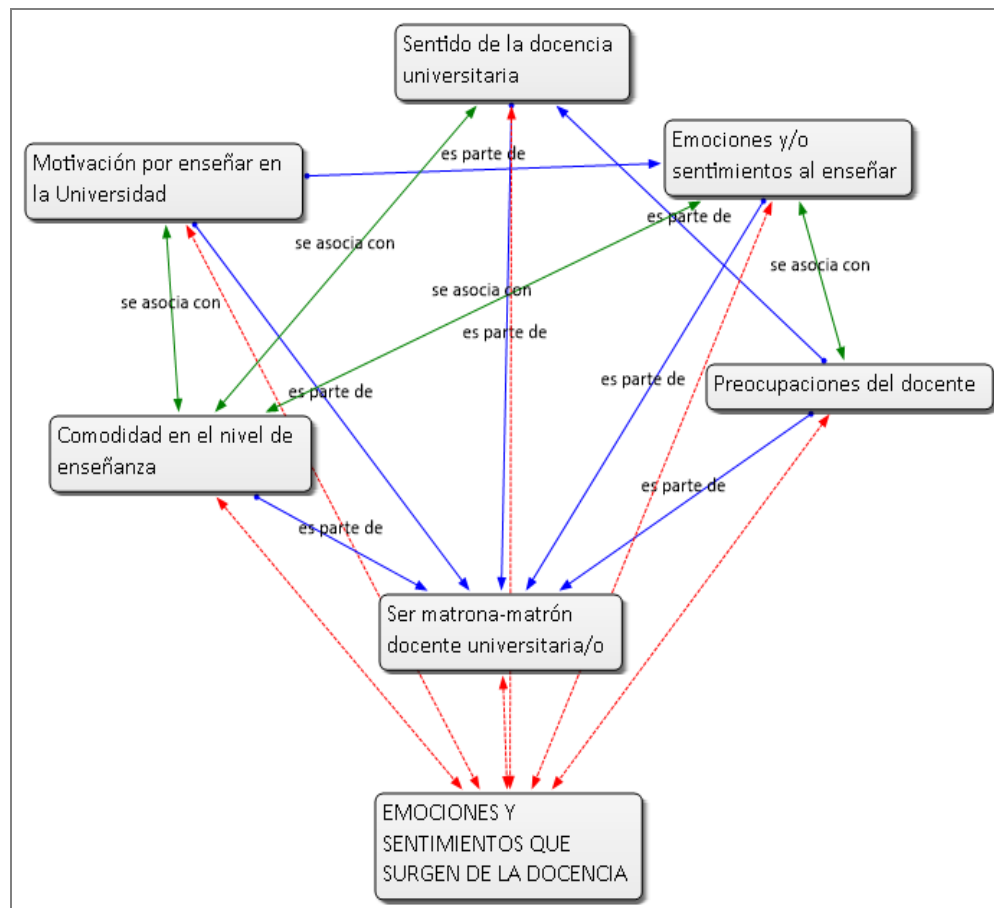 Sentido de la docencia
universitaria
Emociones y/o
sentimientos al enseñar
Motivación por enseñar en
la Universidad
es parte de
es parte de
se asocia con
se asocia con
se asocia con
se asocia con
es parte de
es parte de
Preocupaciones del docente
es parte de
Comodidad en el nivel de
enseñanza
es parte de
es parte de
Ser matrona-matrón
docente universitaria/o
EMOCIONES Y
SENTIMIENTOS QUE
SURGEN DE LA DOCENCIA